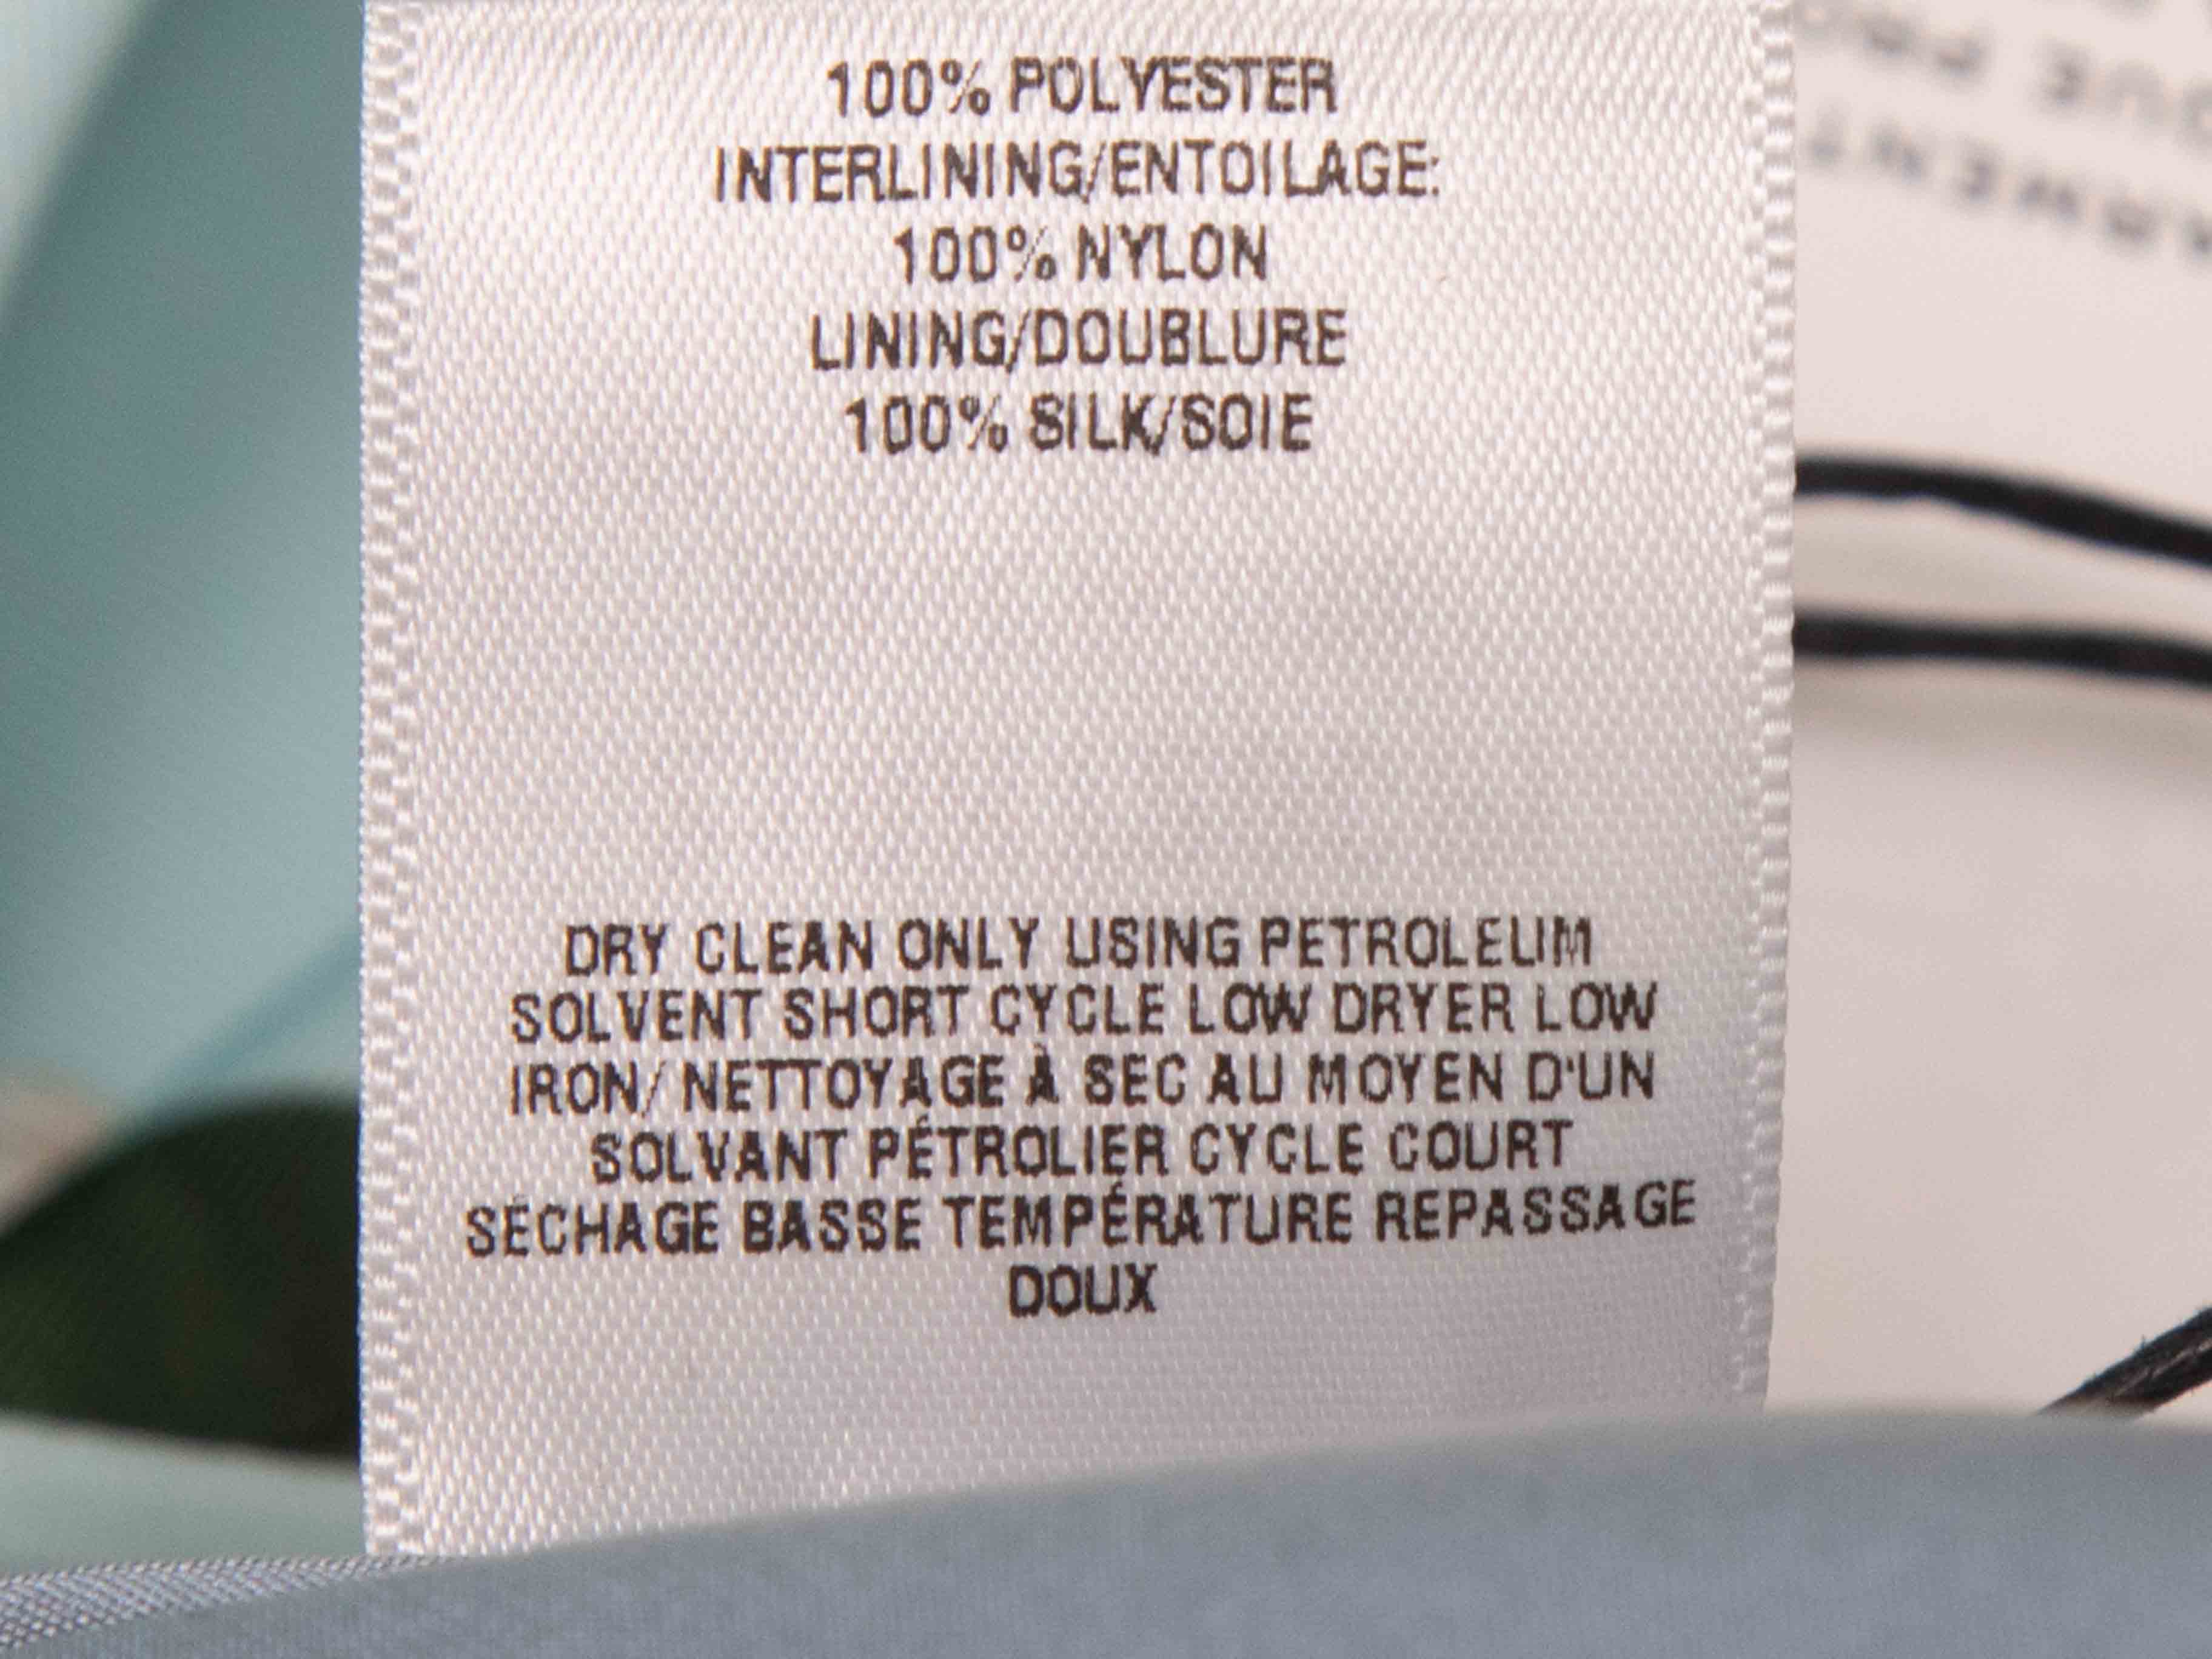 100% POLYESTER
INTERLINING/ENTOILAGE:
100% NYLON
LINING/DOUBLURE
100% SILK/SOIE
DRY CLEAN ONLY USING PETROLEUM
SOLVENT SHORT CYCLE LOW DRYER LOW
IRON/ NETTOYAGE À SEC AU MOYEN D'UN
SOLVANT PÉTROLIER CYCLE COURT
SÉCHAGE BASSE TEMPÉRATURE REPASSAGE
DOUX